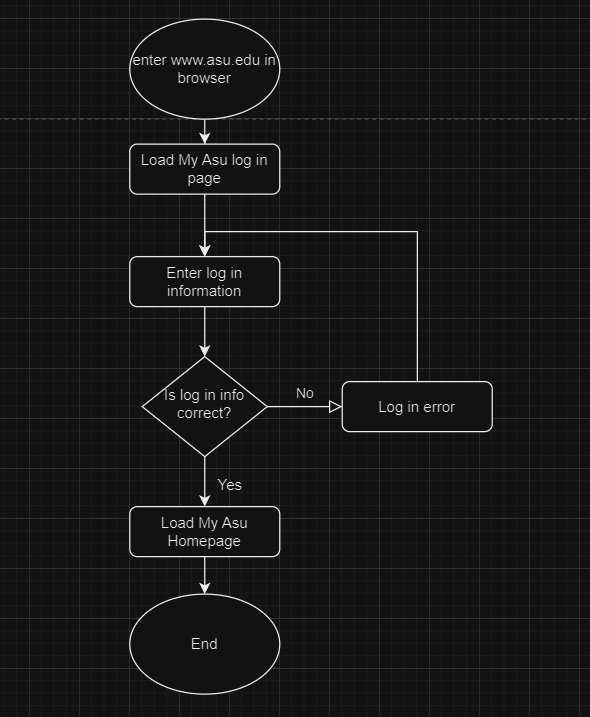 enter www.asu.edu in
browser
Load My Asu log in
page
Enter log in
information
Is log in info
correct?
No
Log in error
Yes
Load My Asu
Homepage
End